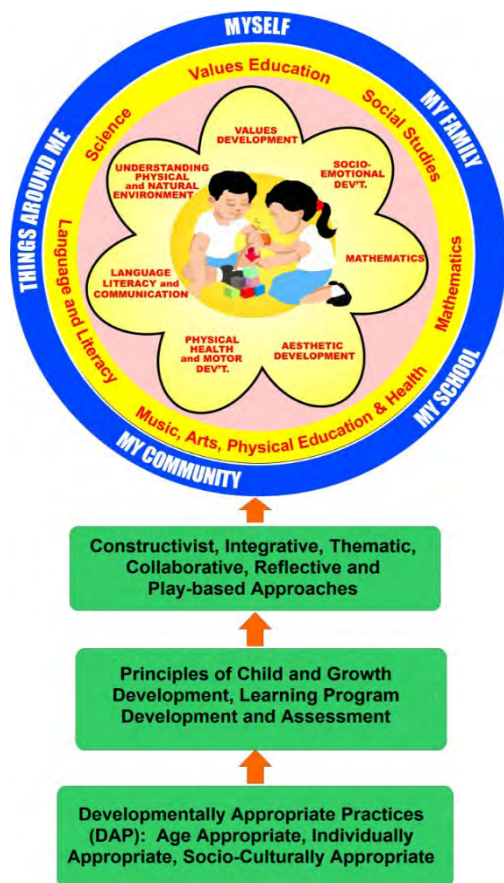 MYSELF
MY FAMILY
MY SCHOOL
MY COMMUNITY
THINGS AROUND ME
Values Education
Social Studies
Mathematics
Music, Arts, Physical Education & Health
Language and Literacy
Science
VALUES
DEVELOPMENT
SOCIO-
EMOTIONAL
DEV'T.
MATHEMATICS
AESTHETIC
DEVELOPMENT
PHYSICAL
HEALTH
and MOTOR
DEV'T.
LANGUAGE
LITERACY and
COMMUNICATION
UNDERSTANDING
PHYSICAL
and NATURAL
ENVIRONMENT
Constructivist, Integrative, Thematic,
Collaborative, Reflective and
Play-based Approaches
Principles of Child and Growth
Development, Learning Program
Development and Assessment
Developmentally Appropriate Practices
(DAP): Age Appropriate, Individually
Appropriate, Socio-Culturally Appropriate